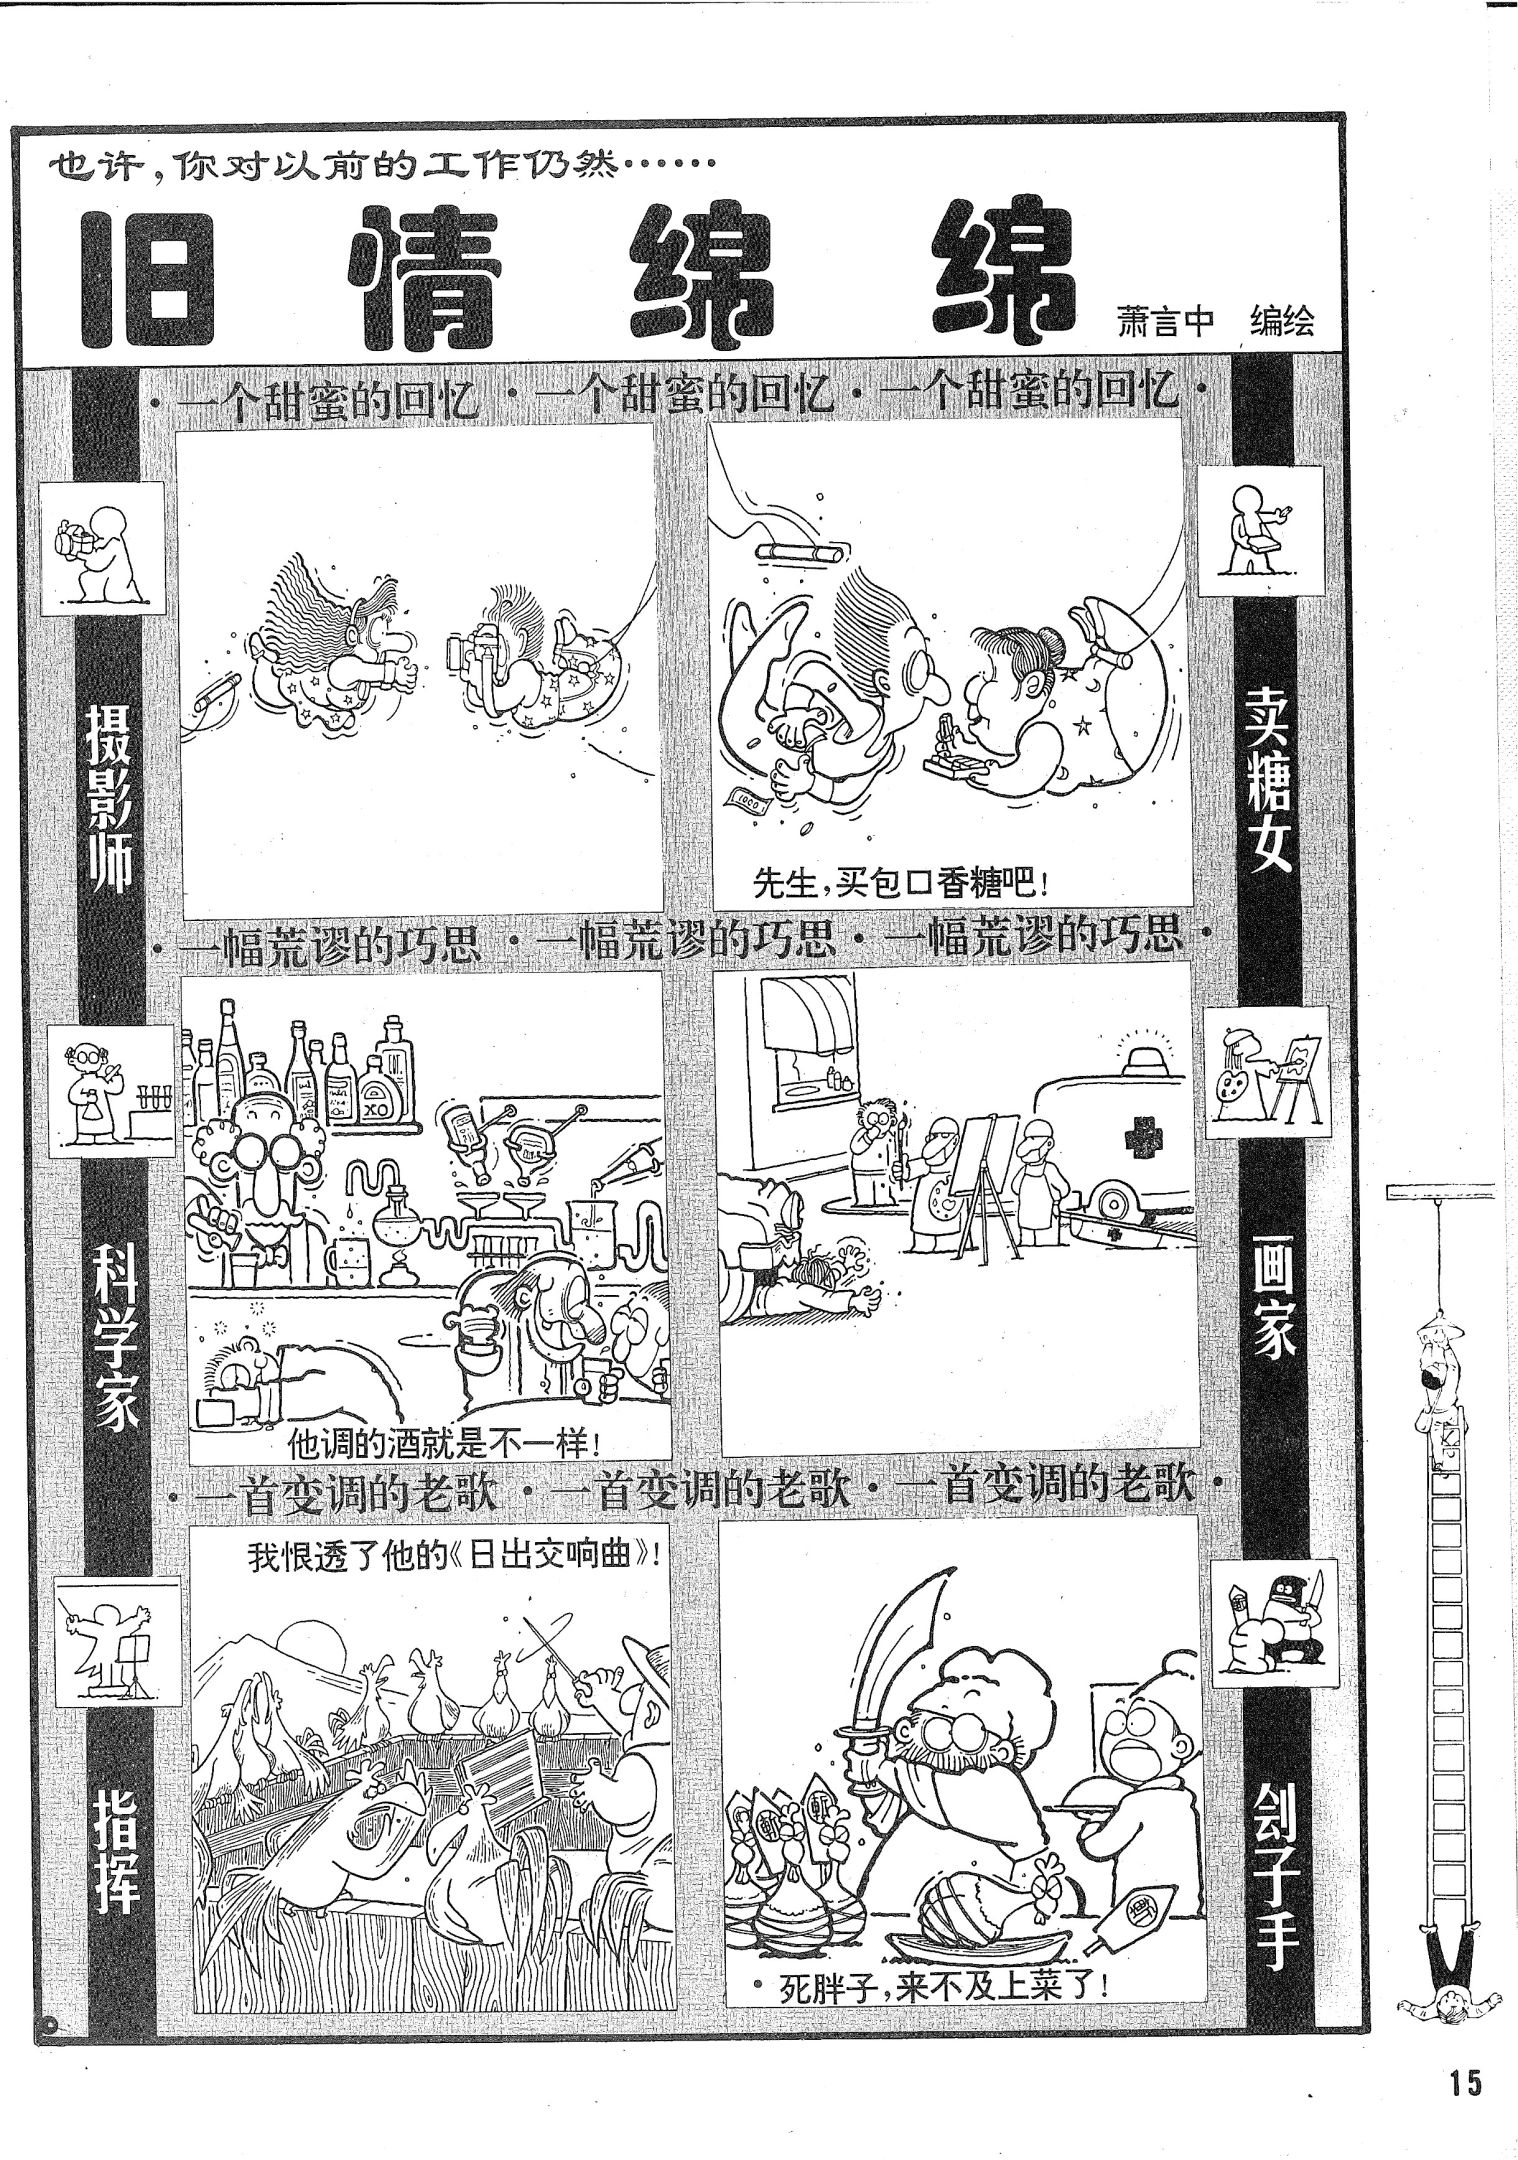 也许,你对以前的工作仍然……
旧情绵绵
萧言中 编绘
·一个甜蜜的回忆·一个甜蜜的回忆·一个甜蜜的回忆·
摄影师
1000
先生,买包口香糖吧!
卖糖女
·一幅荒谬的巧思·一幅荒谬的巧思·一幅荒谬的巧思·
科学家
XO
他调的酒就是不一样!
画家
·一首变调的老歌·一首变调的老歌·一首变调的老歌·
指挥
我恨透了他的《日出交响曲》!
斩
·死胖子,来不及上菜了!
刽子手
15